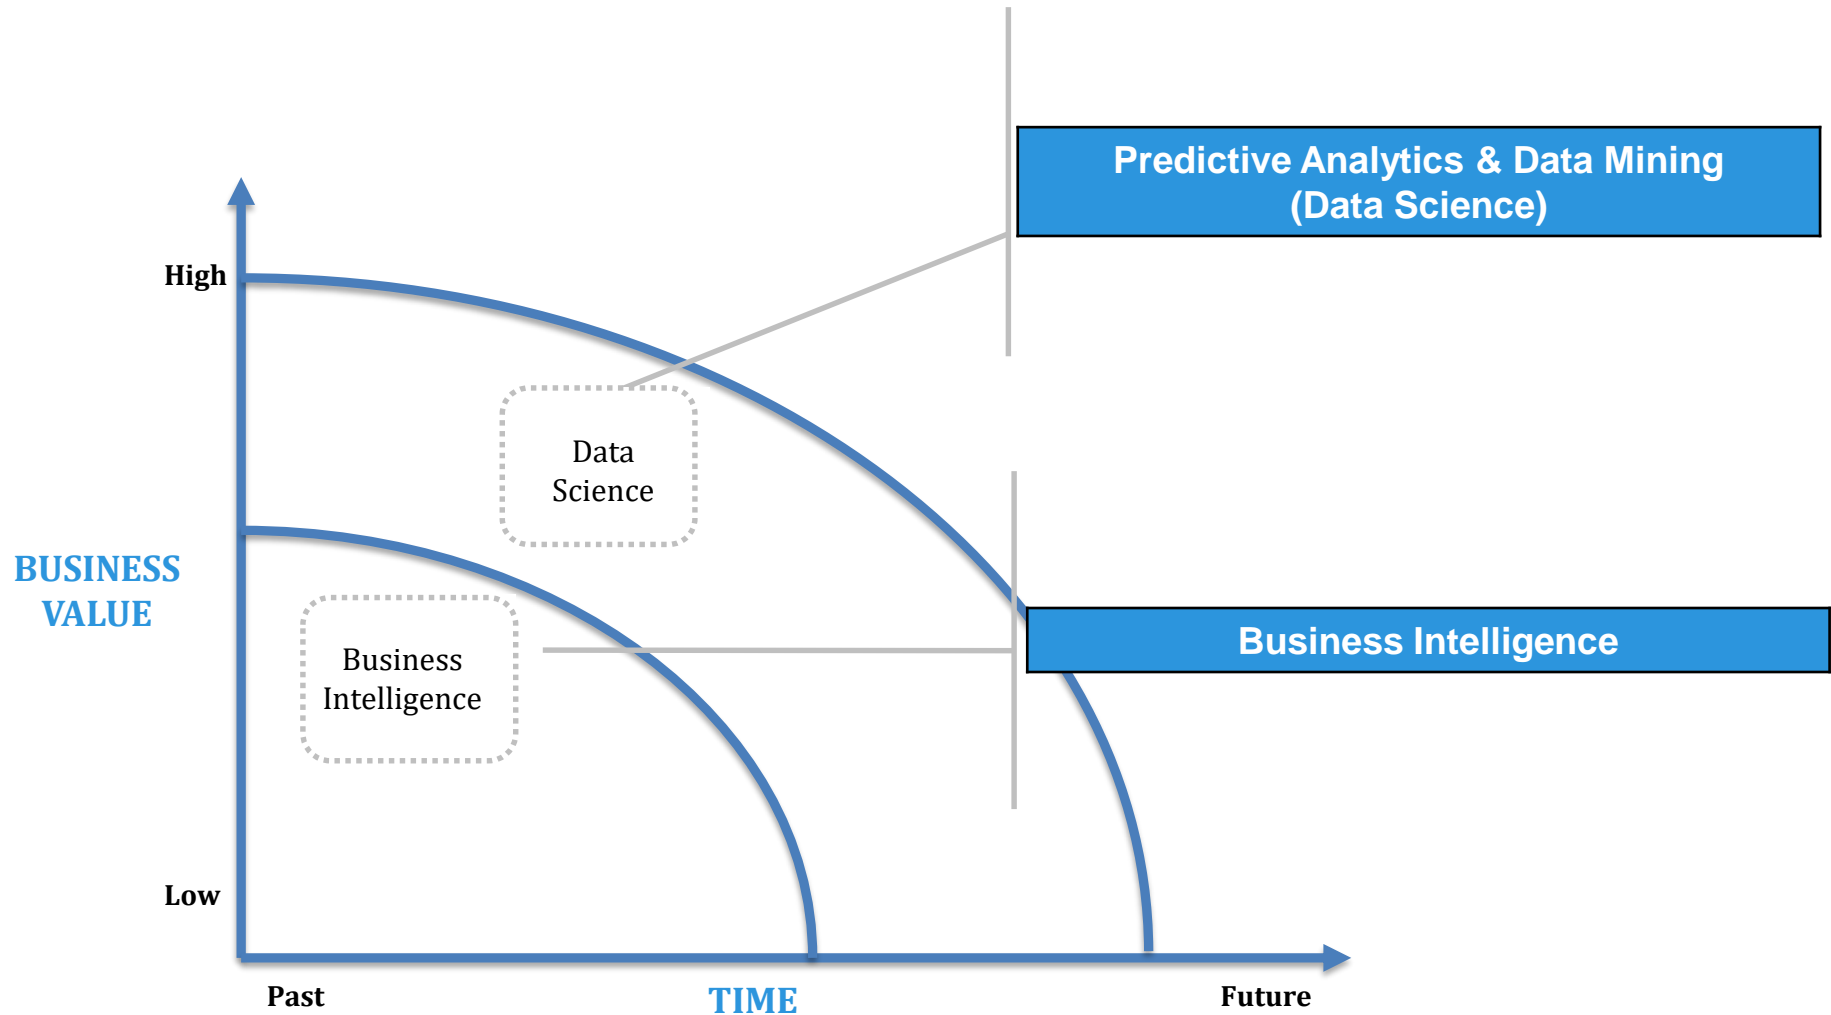 Predictive Analytics & Data Mining
(Data Science)
High
Data
Science
BUSINESS
VALUE
Business
Intelligence
Business Intelligence
Low
Past
TIME
Future